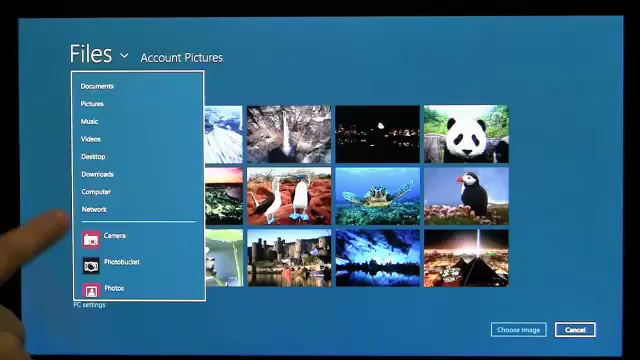 Files
Account Pictures
Documents
Pictures
Music
Videos
Desktop
Downloads
Computer
Network
Camera
Photobucket
Photos
PC settings
Choose image
Cancel